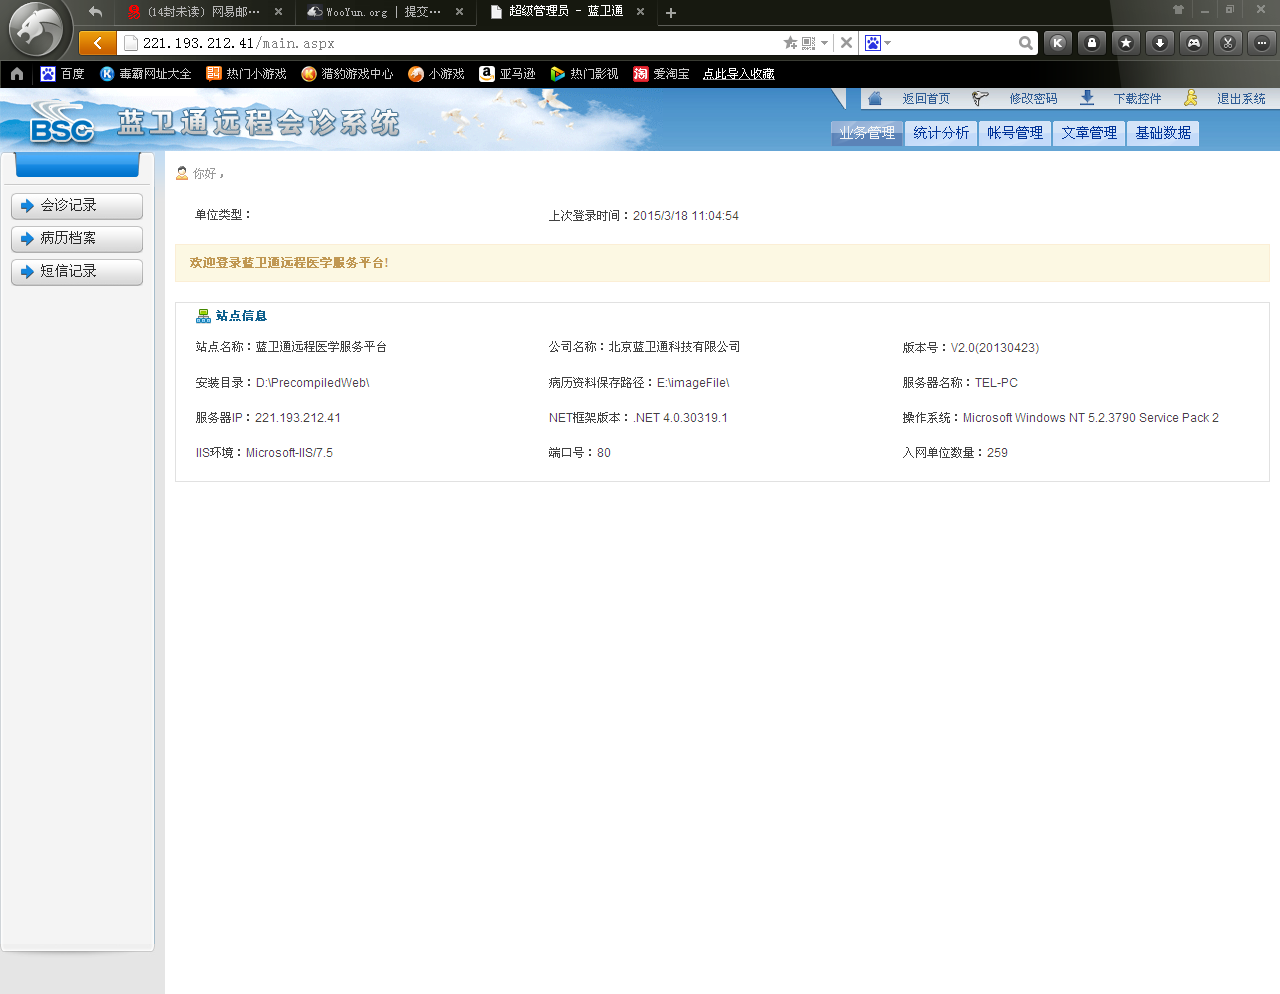 (14封未读) 网易邮…
WooYun.org | 提交…
超级管理员 - 蓝卫通
221.193.212.41/main.aspx
百度
毒霸网址大全
热门小游戏
猎豹游戏中心
小游戏
亚马逊
热门影视
爱淘宝
点此导入收藏
BSC 蓝卫通远程会诊系统
返回首页
修改密码
下载控件
退出系统
业务管理
统计分析
帐号管理
文章管理
基础数据
会诊记录
病历档案
短信记录
你好，
单位类型：
上次登录时间：2015/3/18 11:04:54
欢迎登录蓝卫通远程医学服务平台!
站点信息
站点名称：蓝卫通远程医学服务平台
公司名称：北京蓝卫通科技有限公司
版本号：V2.0(20130423)
安装目录：D:\PrecompiledWeb\
病历资料保存路径：E:\imageFile\
服务器名称：TEL-PC
服务器IP：221.193.212.41
NET框架版本：.NET 4.0.30319.1
操作系统：Microsoft Windows NT 5.2.3790 Service Pack 2
IIS环境：Microsoft-IIS/7.5
端口号：80
入网单位数量：259